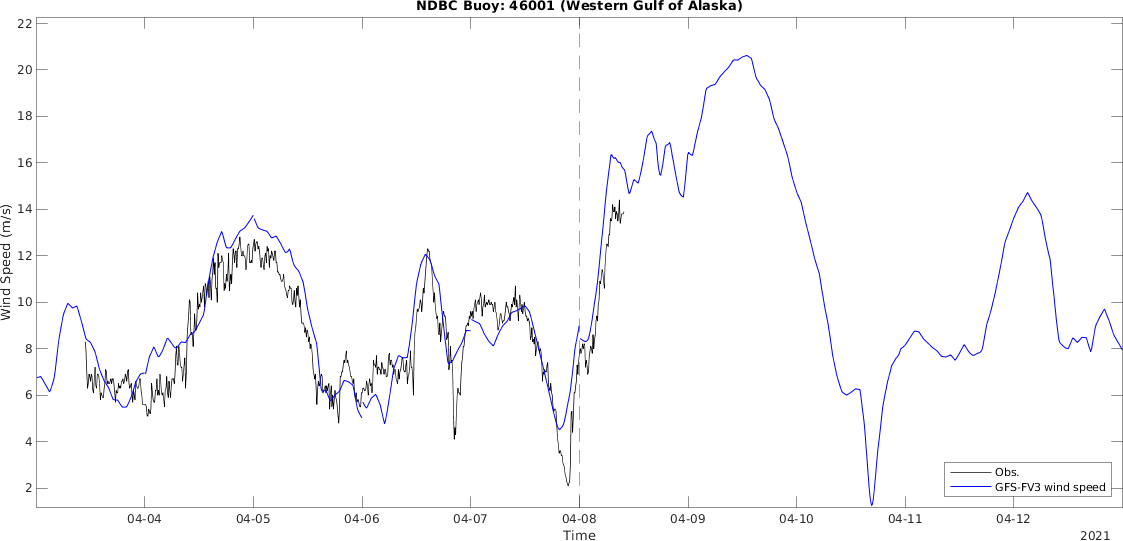 NDBC Buoy: 46001 (Western Gulf of Alaska)
22
20
18
16
14
12
10
8
6
4
2
Wind Speed (m/s)
Obs.
GFS-FV3 wind speed
04-04 04-05 04-06 04-07 04-08 04-09 04-10 04-11 04-12
Time
2021